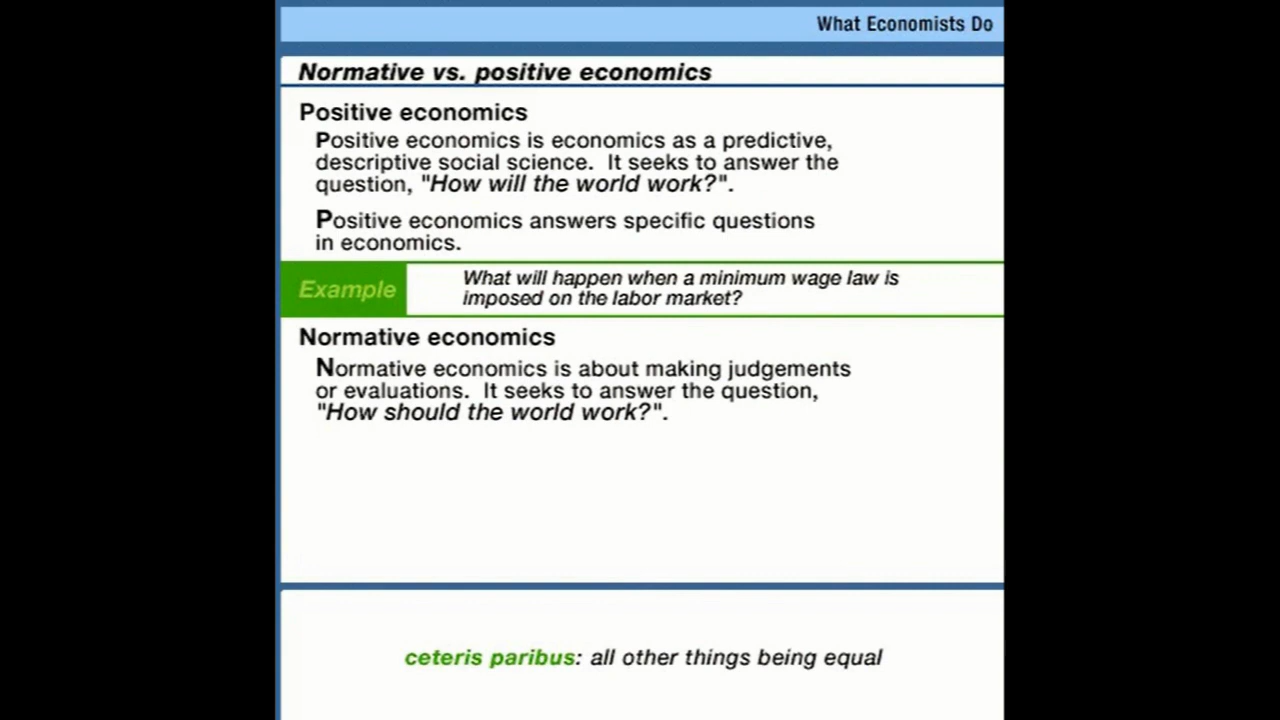 What Economists Do
Normative vs. positive economics
Positive economics
Positive economics is economics as a predictive,
descriptive social science. It seeks to answer the
question, "How will the world work?".
Positive economics answers specific questions
in economics.
Example
What will happen when a minimum wage law is
imposed on the labor market?
Normative economics
Normative economics is about making judgements
or evaluations. It seeks to answer the question,
"How should the world work?".
ceteris paribus: all other things being equal